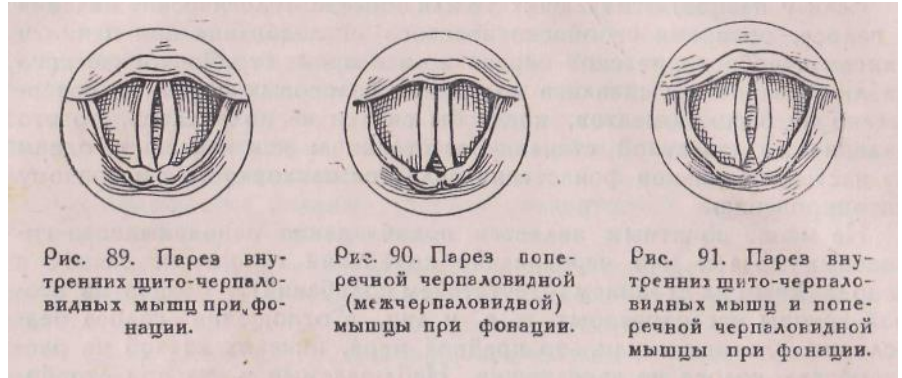 Рис. 89. Парез вну-
тренних щито-черпало-
видных мышц при фо-
нации.
Рис. 90. Парез попе-
речной черпаловидной
(межчерпаловидной)
мышцы при фонации.
Рис. 91. Парез вну-
тренних щито-черпало-
видных мышц и попе-
речной черпаловидной
мышцы при фонации.